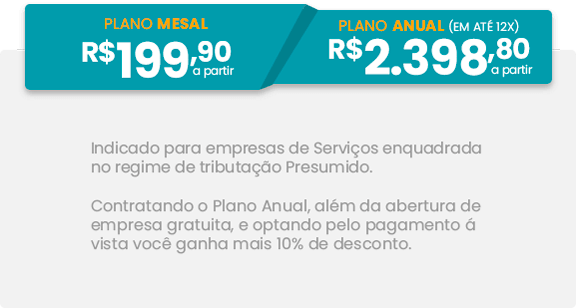 PLANO MESAL
R$199,90
a partir
PLANO ANUAL (EM ATÉ 12X)
R$2.398,80
a partir
Indicado para empresas de Serviços enquadrada
no regime de tributação Presumido.
Contratando o Plano Anual, além da abertura de
empresa gratuita, e optando pelo pagamento á
vista você ganha mais 10% de desconto.